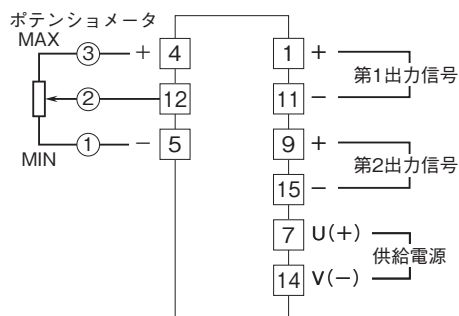 ポテンショメータ
MAX
③ + 4
② 12
① − 5
MIN
1 +
第1出力信号
11 −
9 +
第2出力信号
15 −
7 U(+)
供給電源
14 V(−)